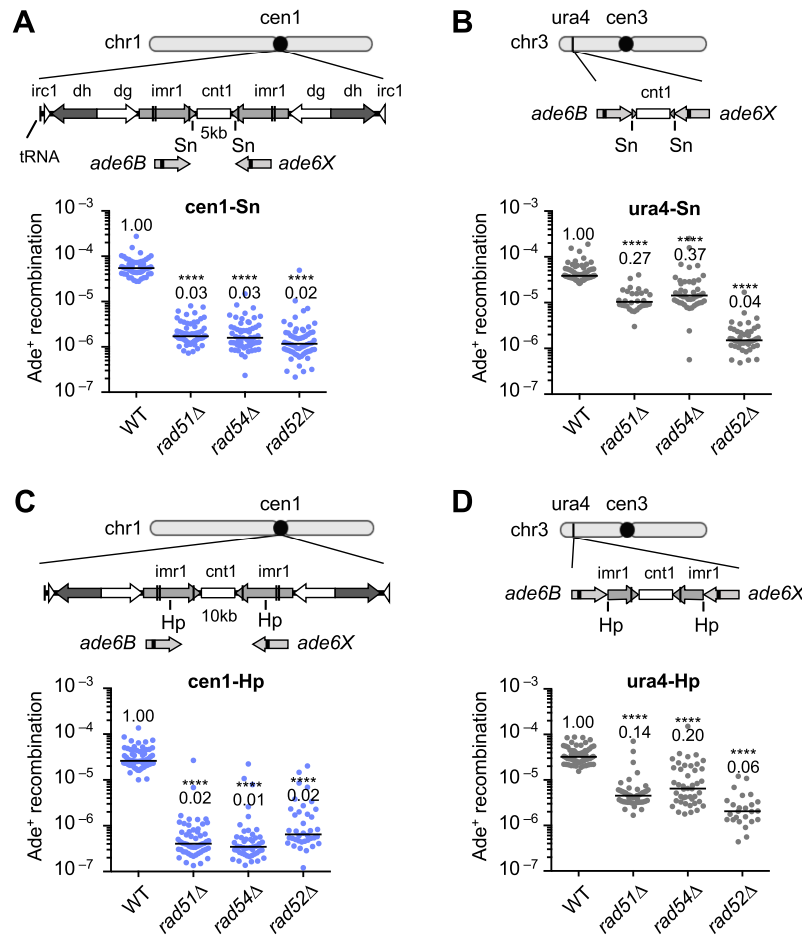 A
cen1
chr1
irc1 dh dg imr1 cnt1 imr1 dg dh irc1
5kb
tRNA
Sn Sn
ade6B ade6X
cen1-Sn
Ade+ recombination
10−3
10−4
10−5
10−6
10−7
1.00
****
0.03
****
0.03
****
0.02
WT rad51Δ rad54Δ rad52Δ
B
ura4 cen3
chr3
cnt1
ade6B ade6X
Sn Sn
ura4-Sn
Ade+ recombination
10−3
10−4
10−5
10−6
10−7
1.00
****
0.27
****
0.37
****
0.04
WT rad51Δ rad54Δ rad52Δ
C
cen1
chr1
imr1 cnt1 imr1
10kb
Hp Hp
ade6B ade6X
cen1-Hp
Ade+ recombination
10−3
10−4
10−5
10−6
10−7
1.00
****
0.02
****
0.01
****
0.02
WT rad51Δ rad54Δ rad52Δ
D
ura4 cen3
chr3
imr1 cnt1 imr1
ade6B ade6X
Hp Hp
ura4-Hp
Ade+ recombination
10−3
10−4
10−5
10−6
10−7
1.00
****
0.14
****
0.20
****
0.06
WT rad51Δ rad54Δ rad52Δ